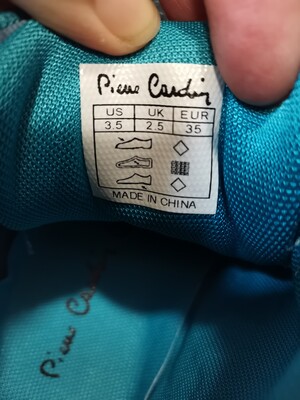 Pierre Cardin
US UK EUR
3.5 2.5 35
MADE IN CHINA
Pierre Cardin